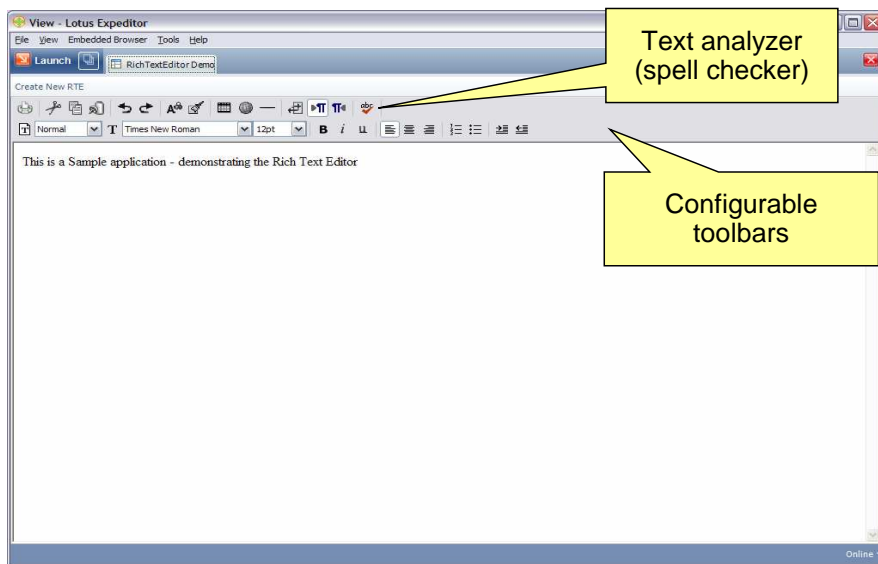 View - Lotus Expeditor
File View Embedded Browser Tools Help
Launch RichTextEditor Demo
Create New RTE
abc
Normal T Times New Roman 12pt B i u
This is a Sample application - demonstrating the Rich Text Editor
Text analyzer
(spell checker)
Configurable
toolbars
Online